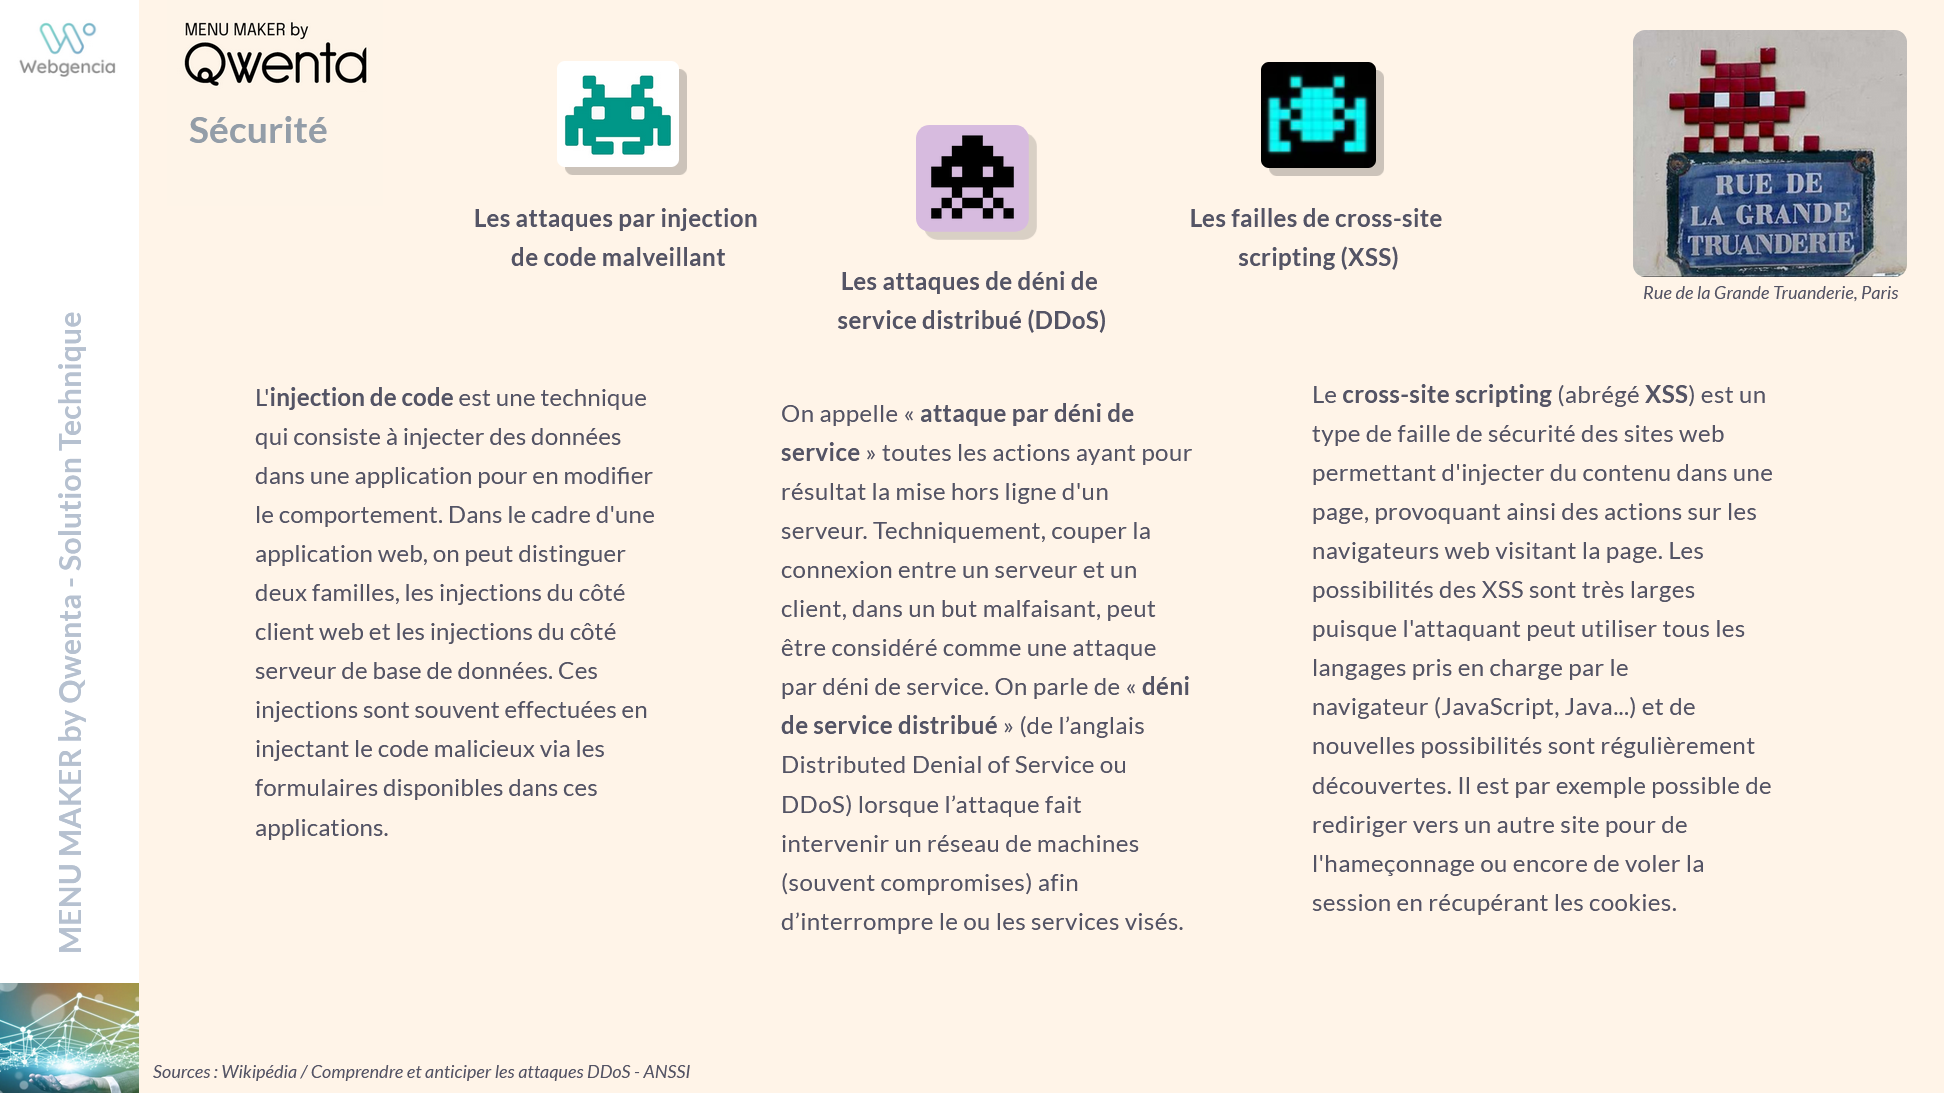 Webgencia
MENU MAKER by Qwenta - Solution Technique
MENU MAKER by
Qwenta
Sécurité
Les attaques par injection
de code malveillant
Les attaques de déni de
service distribué (DDoS)
Les failles de cross-site
scripting (XSS)
RUE DE
LA GRANDE
TRUANDERIE
Rue de la Grande Truanderie, Paris
L'injection de code est une technique
qui consiste à injecter des données
dans une application pour en modifier
le comportement. Dans le cadre d'une
application web, on peut distinguer
deux familles, les injections du côté
client web et les injections du côté
serveur de base de données. Ces
injections sont souvent effectuées en
injectant le code malicieux via les
formulaires disponibles dans ces
applications.
On appelle « attaque par déni de
service » toutes les actions ayant pour
résultat la mise hors ligne d'un
serveur. Techniquement, couper la
connexion entre un serveur et un
client, dans un but malfaisant, peut
être considéré comme une attaque
par déni de service. On parle de « déni
de service distribué » (de l’anglais
Distributed Denial of Service ou
DDoS) lorsque l’attaque fait
intervenir un réseau de machines
(souvent compromises) afin
d’interrompre le ou les services visés.
Le cross-site scripting (abrégé XSS) est un
type de faille de sécurité des sites web
permettant d'injecter du contenu dans une
page, provoquant ainsi des actions sur les
navigateurs web visitant la page. Les
possibilités des XSS sont très larges
puisque l'attaquant peut utiliser tous les
langages pris en charge par le
navigateur (JavaScript, Java...) et de
nouvelles possibilités sont régulièrement
découvertes. Il est par exemple possible de
rediriger vers un autre site pour de
l'hameçonnage ou encore de voler la
session en récupérant les cookies.
Sources : Wikipédia / Comprendre et anticiper les attaques DDoS - ANSSI